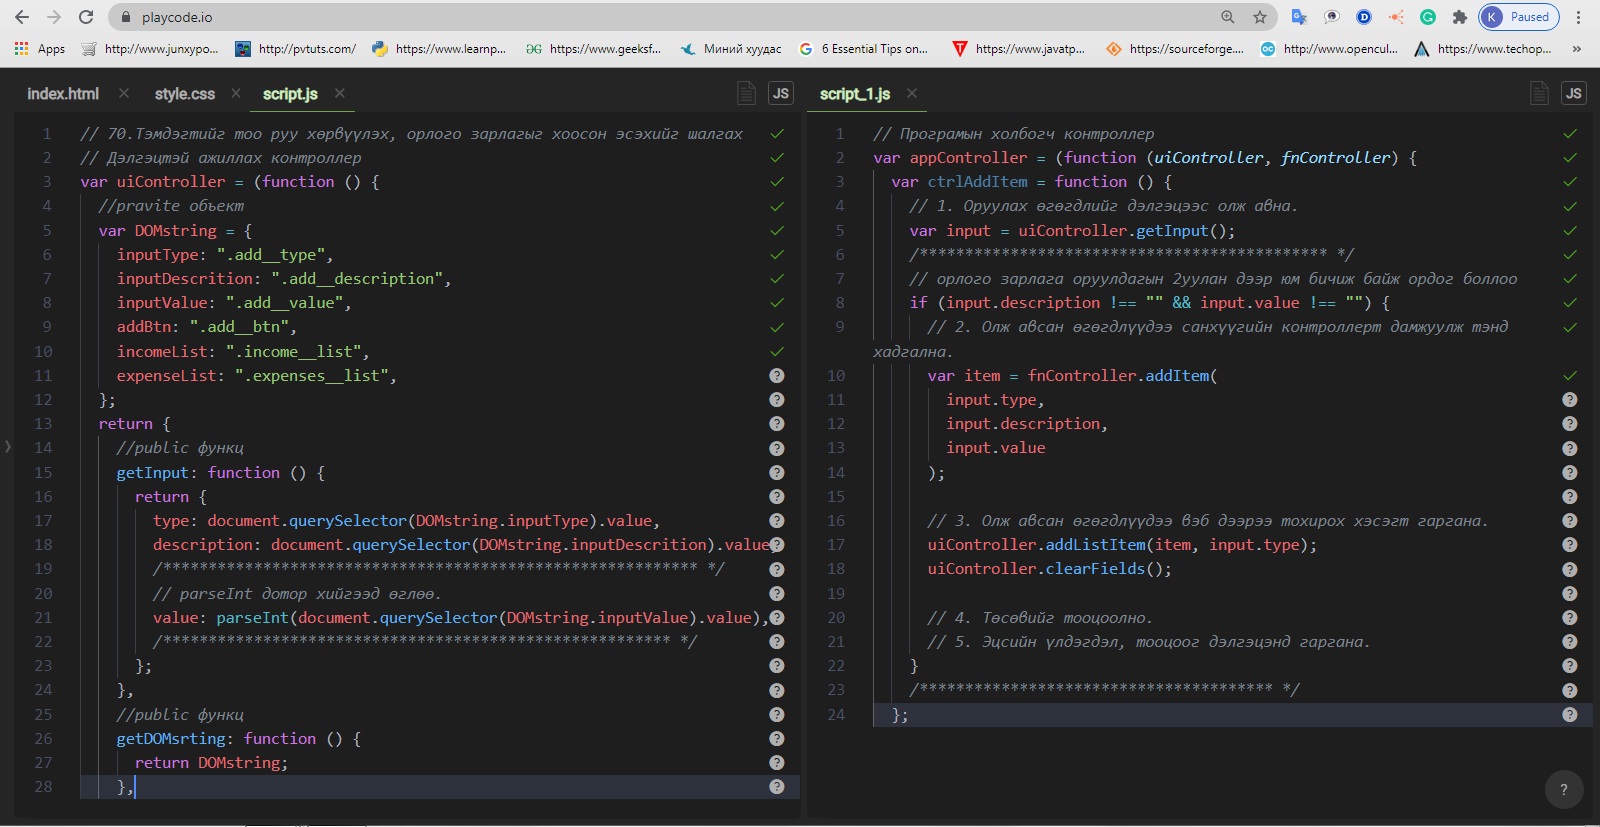 playcode.io
K Paused
Apps http://www.junxypo... http://pvtuts.com/ https://www.learnp... https://www.geeksf... Миний хуудас 6 Essential Tips on... https://www.javatp... https://sourceforge.... http://www.opencul... https://www.techop... »
index.html × style.css × script.js × JS
1 // 70.Тэмдэгтийг тоо руу хөрвүүлэх, орлого зарлагыг хоосон эсэхийг шалгах
2 // Дэлгэцтэй ажиллах контроллер
3 var uiController = (function () {
4 //pravite объект
5 var DOMstring = {
6 inputType: ".add__type",
7 inputDescrition: ".add__description",
8 inputValue: ".add__value",
9 addBtn: ".add__btn",
10 incomeList: ".income__list",
11 expenseList: ".expenses__list",
12 };
13 return {
14 //public функц
15 getInput: function () {
16 return {
17 type: document.querySelector(DOMstring.inputType).value,
18 description: document.querySelector(DOMstring.inputDescrition).value,
19 /*********************************************************** */
20 // parseInt дотор хийгээд өглөө.
21 value: parseInt(document.querySelector(DOMstring.inputValue).value),
22 /******************************************************** */
23 };
24 },
25 //public функц
26 getDOMsrting: function () {
27 return DOMstring;
28 },
script_1.js × JS
1 // Програмын холбогч контроллер
2 var appController = (function (uiController, fnController) {
3 var ctrlAddItem = function () {
4 // 1. Оруулах өгөгдлийг дэлгэцээс олж авна.
5 var input = uiController.getInput();
6 /********************************************* */
7 // орлого зарлага оруулдагын 2уулан дээр юм бичиж байж ордог боллоо
8 if (input.description !== "" && input.value !== "") {
9 // 2. Олж авсан өгөгдлүүдээ санхүүгийн контроллерт дамжуулж тэнд
хадгална.
10 var item = fnController.addItem(
11 input.type,
12 input.description,
13 input.value
14 );
15
16 // 3. Олж авсан өгөгдлүүдээ вэб дээрээ тохирох хэсэгт гаргана.
17 uiController.addListItem(item, input.type);
18 uiController.clearFields();
19
20 // 4. Төсөвийг тооцоолно.
21 // 5. Эцсийн үлдэгдэл, тооцоог дэлгэцэнд гаргана.
22 }
23 /*************************************** */
24 };
?